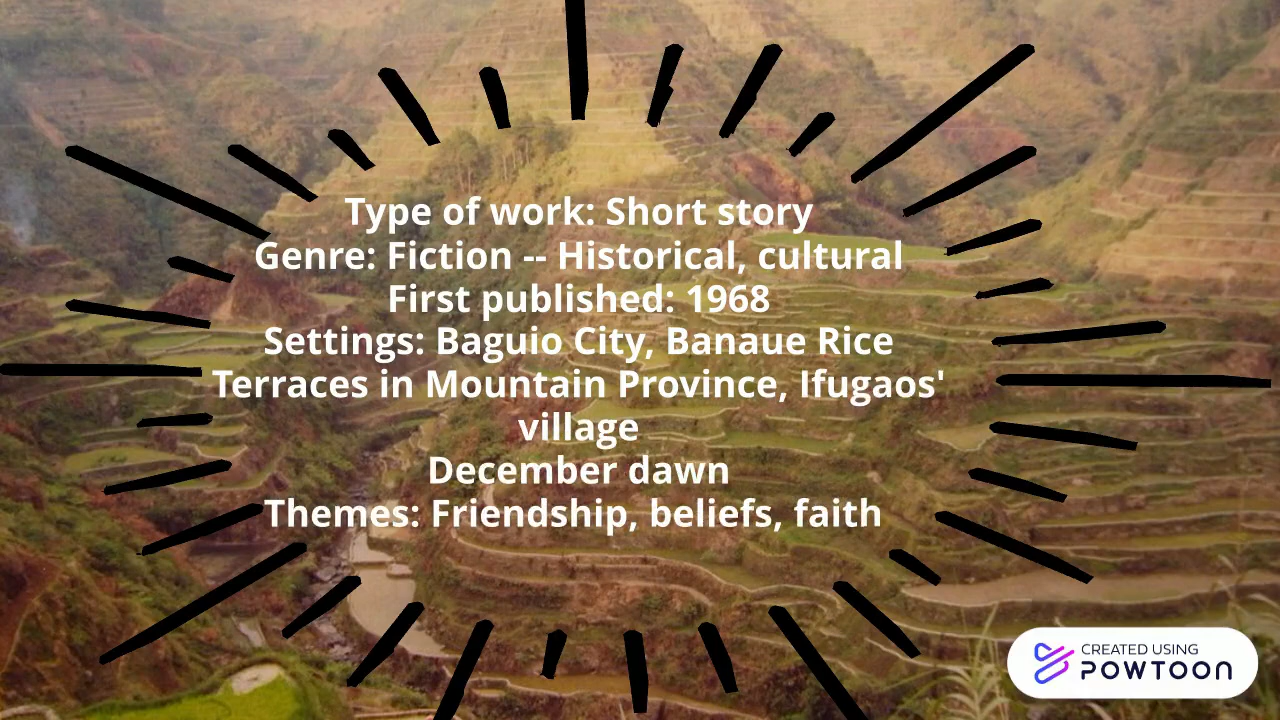 Type of work: Short story
Genre: Fiction -- Historical, cultural
First published: 1968
Settings: Baguio City, Banaue Rice
Terraces in Mountain Province, Ifugaos'
village
December dawn
Themes: Friendship, beliefs, faith
CREATED USING
POWTOON